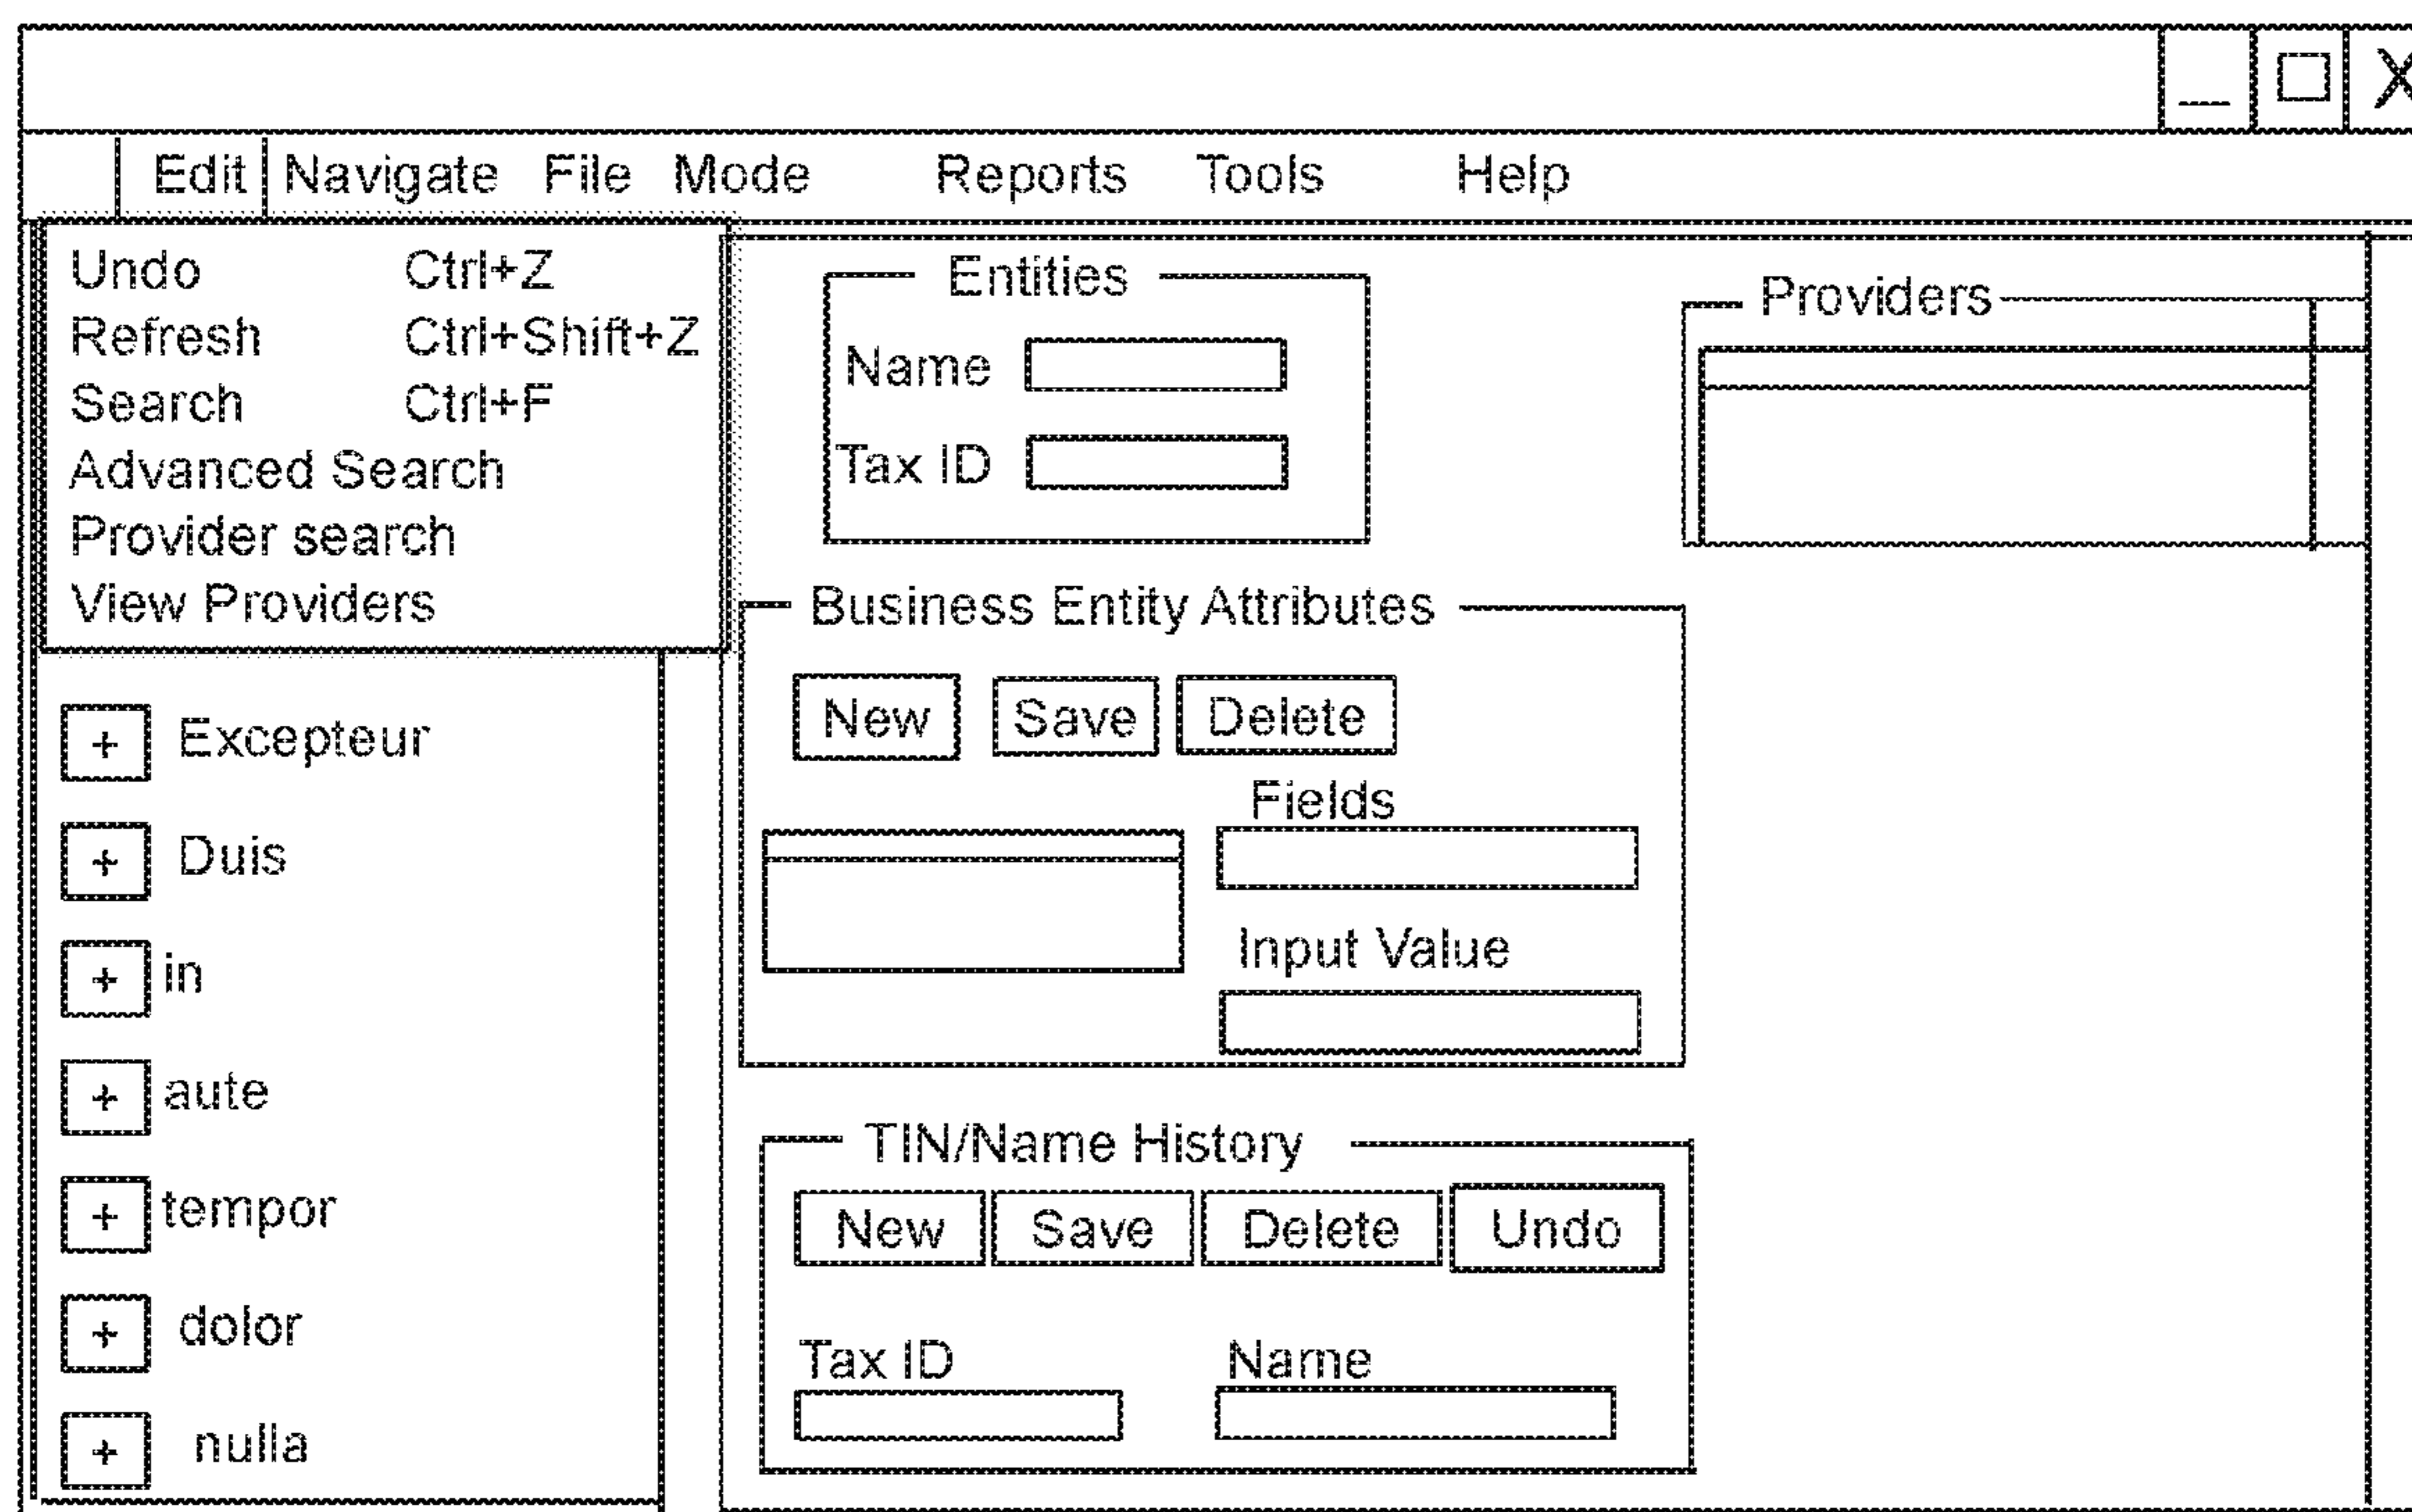 X
Edit Navigate File Mode Reports Tools Help
Undo Ctrl+Z
Refresh Ctrl+Shift+Z
Search Ctrl+F
Advanced Search
Provider search
View Providers
+ Excepteur
+ Duis
+ in
+ aute
+ tempor
+ dolor
+ nulla
Entities
Name
Tax ID
Providers
Business Entity Attributes
New Save Delete
Fields
Input Value
TIN/Name History
New Save Delete Undo
Tax ID Name